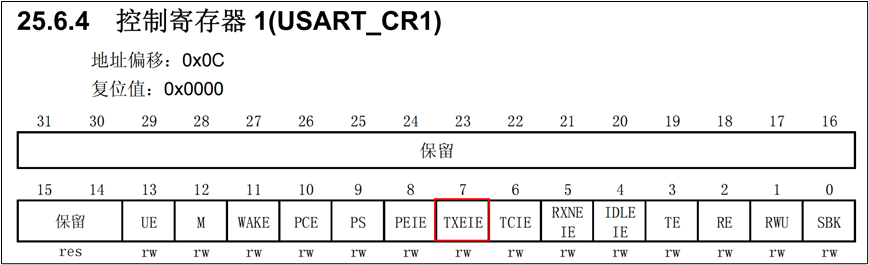 25.6.4 控制寄存器 1(USART_CR1)
地址偏移：0x0C
复位值：0x0000
31 30 29 28 27 26 25 24 23 22 21 20 19 18 17 16
保留
15 14 13 12 11 10 9 8 7 6 5 4 3 2 1 0
保留 UE M WAKE PCE PS PEIE TXEIE TCIE RXNE IE IDLE IE TE RE RWU SBK
res rw rw rw rw rw rw rw rw rw rw rw rw rw rw